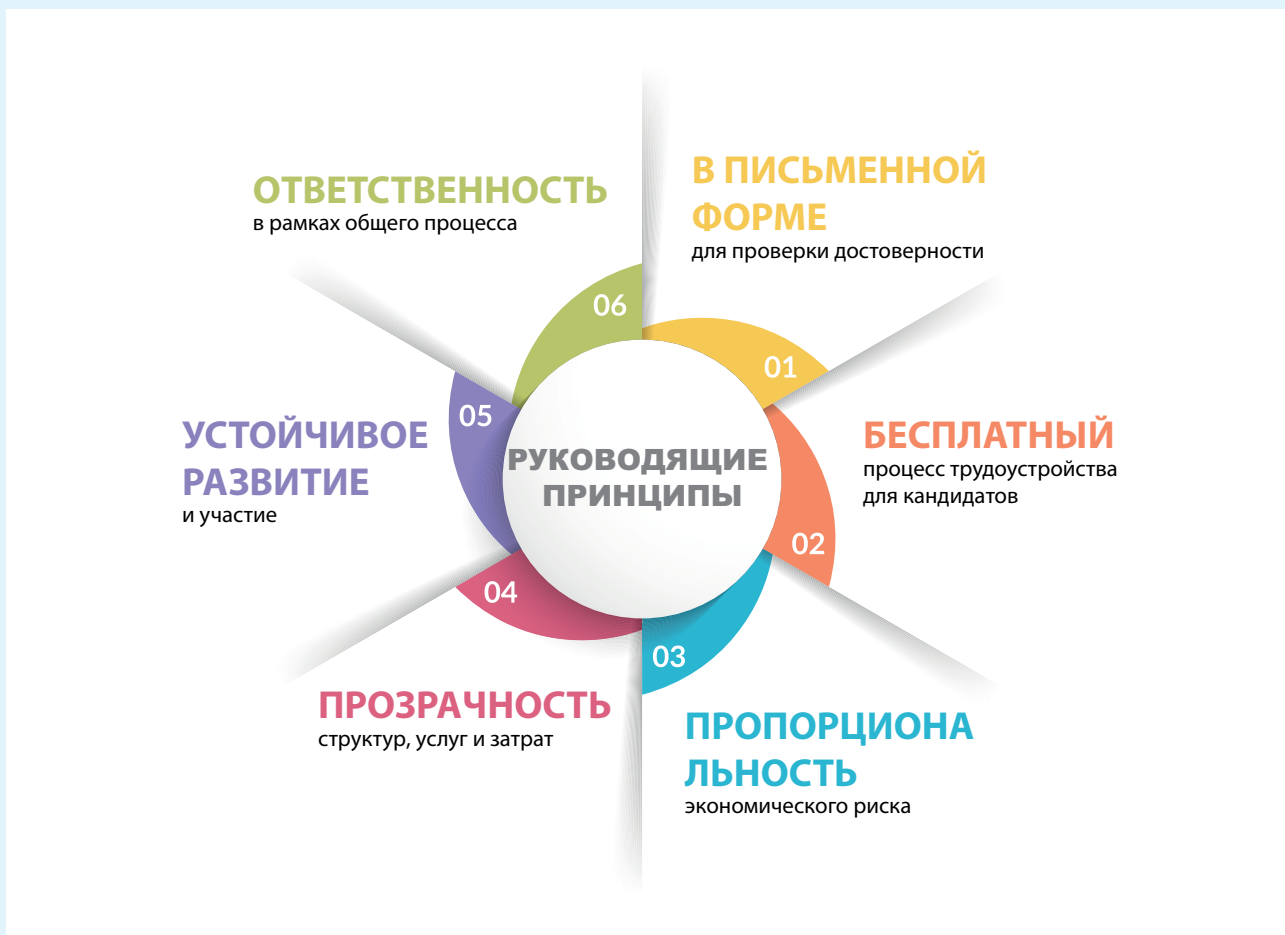 РУКОВОДЯЩИЕ
ПРИНЦИПЫ
01
В ПИСЬМЕННОЙ
ФОРМЕ
для проверки достоверности
02
БЕСПЛАТНЫЙ
процесс трудоустройства
для кандидатов
03
ПРОПОРЦИОНА
ЛЬНОСТЬ
экономического риска
04
ПРОЗРАЧНОСТЬ
структур, услуг и затрат
05
УСТОЙЧИВОЕ
РАЗВИТИЕ
и участие
06
ОТВЕТСТВЕННОСТЬ
в рамках общего процесса